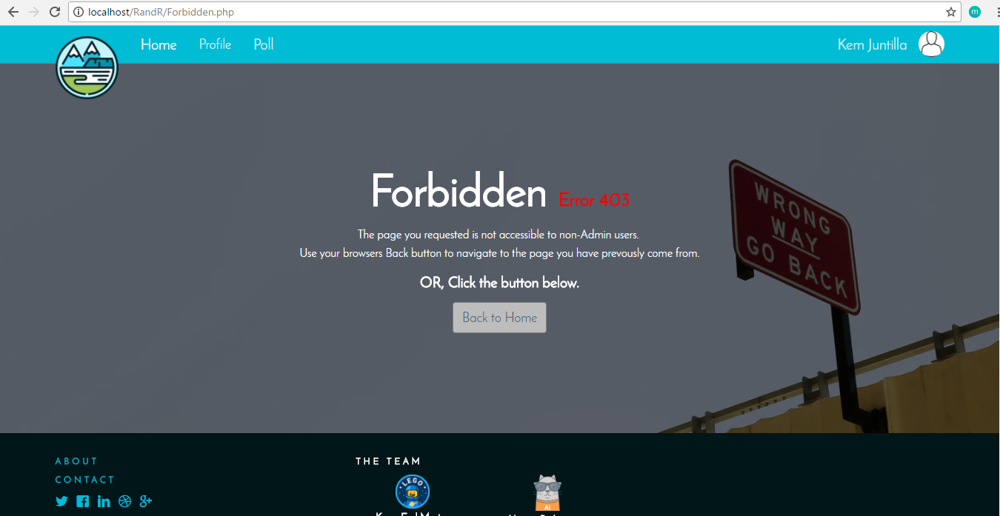 localhost/RandR/Forbidden.php
m
Home Profile Poll Kem Juntilla
Forbidden Error 403
The page you requested is not accessible to non-Admin users.
Use your browsers Back button to navigate to the page you have prevously come from.
OR, Click the button below.
Back to Home
WRONG
WAY
GO BACK
ABOUT
CONTACT
THE TEAM
LEGO
Ai